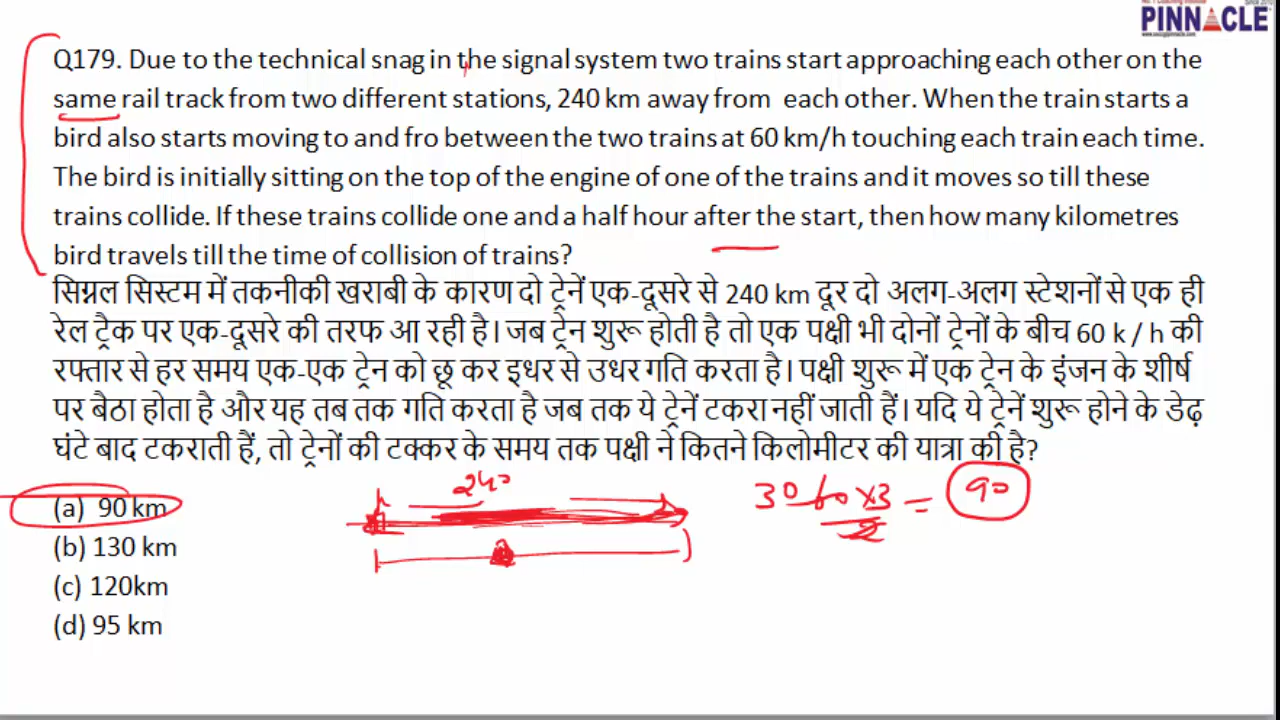 PINNACLE
Q179. Due to the technical snag in the signal system two trains start approaching each other on the
same rail track from two different stations, 240 km away from each other. When the train starts a
bird also starts moving to and fro between the two trains at 60 km/h touching each train each time.
The bird is initially sitting on the top of the engine of one of the trains and it moves so till these
trains collide. If these trains collide one and a half hour after the start, then how many kilometres
bird travels till the time of collision of trains?
सिग्नल सिस्टम में तकनीकी खराबी के कारण दो ट्रेनें एक-दूसरे से 240 km दूर दो अलग-अलग स्टेशनों से एक ही
रेल ट्रैक पर एक-दूसरे की तरफ आ रही है। जब ट्रेन शुरू होती है तो एक पक्षी भी दोनों ट्रेनों के बीच 60 k / h की
रफ्तार से हर समय एक-एक ट्रेन को छू कर इधर से उधर गति करता है। पक्षी शुरू में एक ट्रेन के इंजन के शीर्ष
पर बैठा होता है और यह तब तक गति करता है जब तक ये ट्रेनें टकरा नहीं जाती हैं। यदि ये ट्रेनें शुरू होने के डेढ़
घंटे बाद टकराती हैं, तो ट्रेनों की टक्कर के समय तक पक्षी ने कितने किलोमीटर की यात्रा की है?
240
30 60 x3 = 90
2
(a) 90 km
(b) 130 km
(c) 120km
(d) 95 km